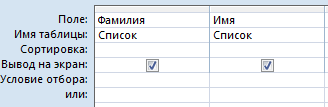 Поле: Фамилия Имя
Имя таблицы: Список Список
Сортировка:
Вывод на экран:
Условие отбора:
или: